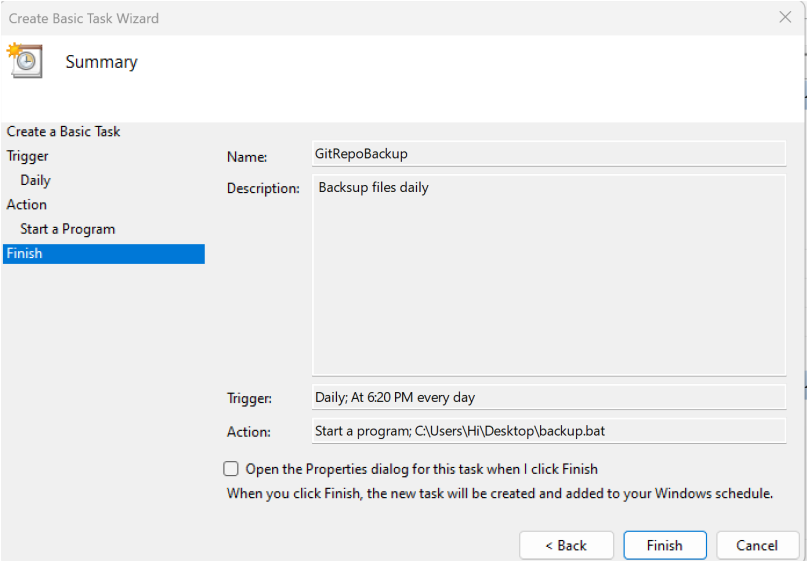 Create Basic Task Wizard
Summary
Create a Basic Task
Trigger
Daily
Action
Start a Program
Finish
Name:
GitRepoBackup
Description:
Backsup files daily
Trigger:
Daily; At 6:20 PM every day
Action:
Start a program; C:\Users\Hi\Desktop\backup.bat
Open the Properties dialog for this task when I click Finish
When you click Finish, the new task will be created and added to your Windows schedule.
< Back
Finish
Cancel